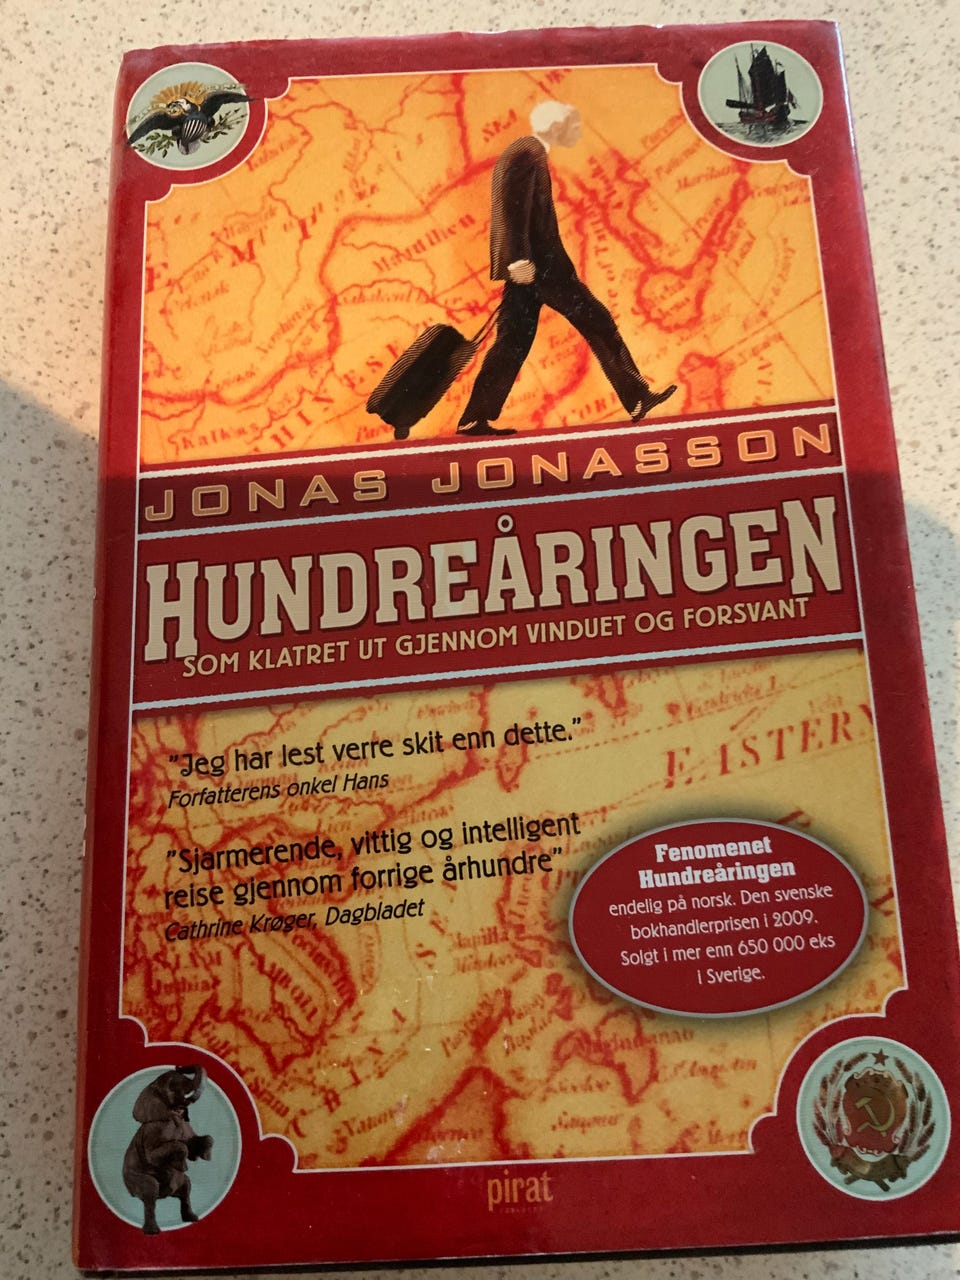 JONAS JONASSON
HUNDREÅRINGEN
SOM KLATRET UT GJENNOM VINDUET OG FORSVANT
EASTERN
"Jeg har lest verre skit enn dette."
Forfatterens onkel Hans
"Sjarmerende, vittig og intelligent
reise gjennom forrige århundre"
Cathrine Krøger, Dagbladet
Fenomenet
Hundreåringen
endelig på norsk. Den svenske
bokhandlerprisen i 2009.
Solgt i mer enn 650 000 eks
i Sverige.
pirat